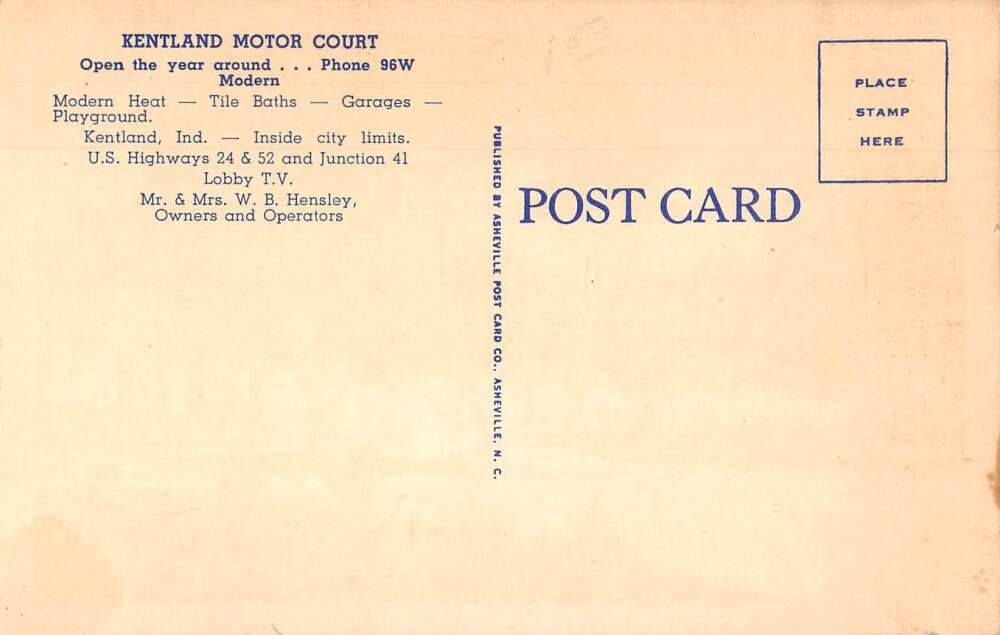 KENTLAND MOTOR COURT
Open the year around . . . Phone 96W
Modern
Modern Heat — Tile Baths — Garages —
Playground.
Kentland, Ind. — Inside city limits.
U.S. Highways 24 & 52 and Junction 41
Lobby T.V.
Mr. & Mrs. W. B. Hensley,
Owners and Operators
PUBLISHED BY ASHEVILLE POST CARD CO., ASHEVILLE, N. C.
POST CARD
PLACE
STAMP
HERE